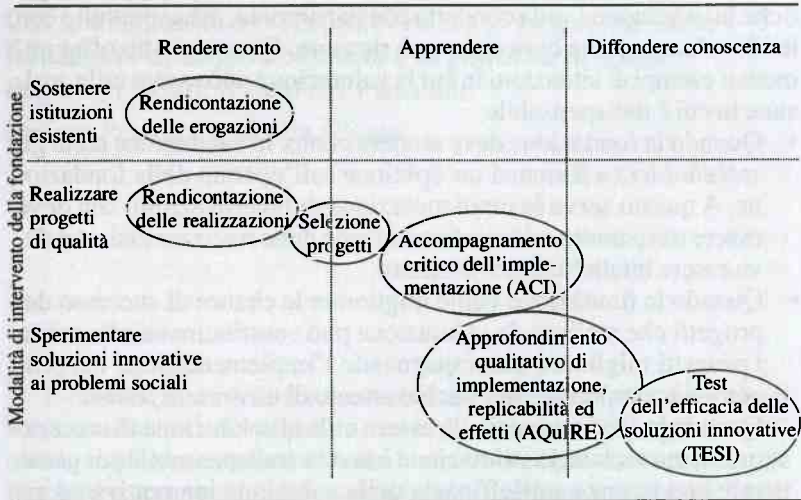 Rendere conto
Apprendere
Diffondere conoscenza
Modalità di intervento della fondazione
Sostenere
istituzioni
esistenti
Rendicontazione
delle erogazioni
Realizzare
progetti
di qualità
Rendicontazione
delle realizzazioni
Selezione
progetti
Accompagnamento
critico dell'imple-
mentazione (ACI)
Sperimentare
soluzioni innovative
ai problemi sociali
Approfondimento
qualitativo di
implementazione,
replicabilità ed
effetti (AQuIRE)
Test
dell'efficacia delle
soluzioni innovative
(TESI)